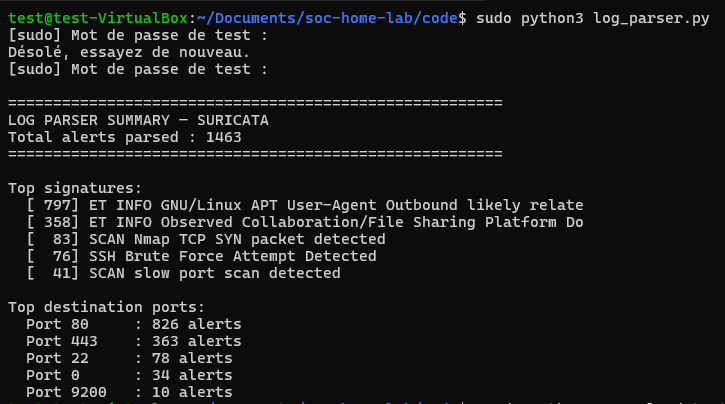 test@test-VirtualBox:~/Documents/soc-home-lab/code$ sudo python3 log_parser.py
[sudo] Mot de passe de test :
Désolé, essayez de nouveau.
[sudo] Mot de passe de test :
=======================================================
LOG PARSER SUMMARY — SURICATA
Total alerts parsed : 1463
=======================================================
Top signatures:
[ 797] ET INFO GNU/Linux APT User-Agent Outbound likely relate
[ 358] ET INFO Observed Collaboration/File Sharing Platform Do
[  83] SCAN Nmap TCP SYN packet detected
[  76] SSH Brute Force Attempt Detected
[  41] SCAN slow port scan detected
Top destination ports:
Port 80     : 826 alerts
Port 443    : 363 alerts
Port 22     : 78 alerts
Port 0      : 34 alerts
Port 9200   : 10 alerts